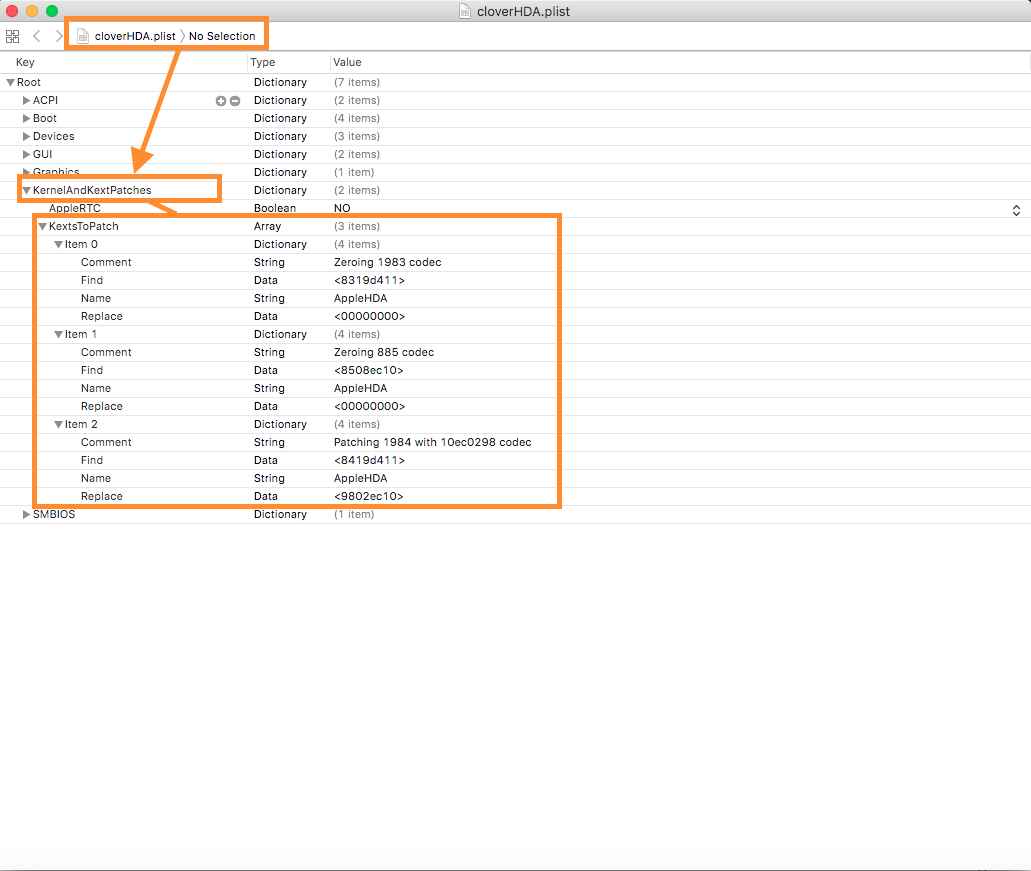 cloverHDA.plist
cloverHDA.plist No Selection
Key Type Value
Root Dictionary (7 items)
ACPI Dictionary (2 items)
Boot Dictionary (4 items)
Devices Dictionary (3 items)
GUI Dictionary (2 items)
Graphics Dictionary (1 item)
KernelAndKextPatches Dictionary (2 items)
AppleRTC Boolean NO
KextsToPatch Array (3 items)
Item 0 Dictionary (4 items)
Comment String Zeroing 1983 codec
Find Data <8319d411>
Name String AppleHDA
Replace Data <00000000>
Item 1 Dictionary (4 items)
Comment String Zeroing 885 codec
Find Data <8508ec10>
Name String AppleHDA
Replace Data <00000000>
Item 2 Dictionary (4 items)
Comment String Patching 1984 with 10ec0298 codec
Find Data <8419d411>
Name String AppleHDA
Replace Data <9802ec10>
SMBIOS Dictionary (1 item)